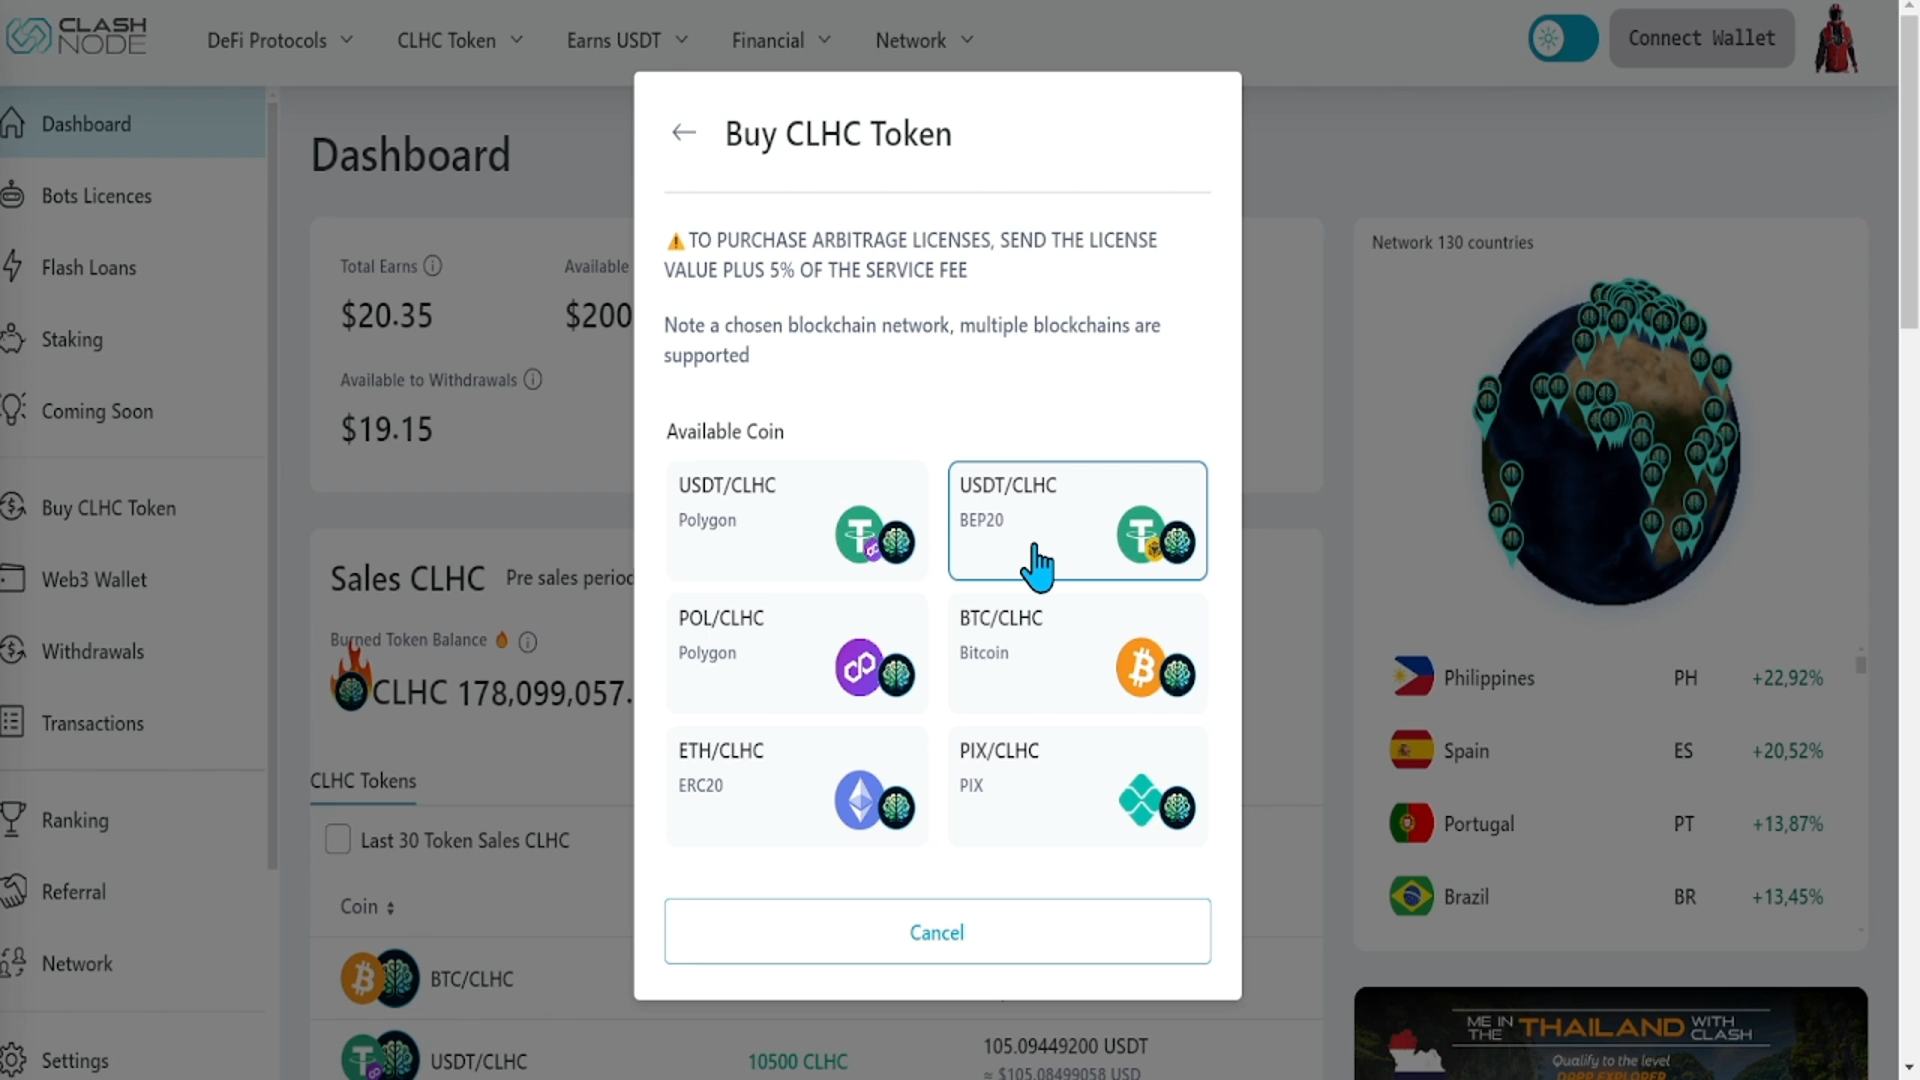 CLASH
NODE
DeFi Protocols
CLHC Token
Earns USDT
Financial
Network
Connect Wallet
Dashboard
Bots Licences
Flash Loans
Staking
Coming Soon
Buy CLHC Token
Web3 Wallet
Withdrawals
Transactions
Ranking
Referral
Network
Settings
Dashboard
Total Earns
$20.35
Available
$200
Available to Withdrawals
$19.15
Sales CLHC Pre sales period
Burned Token Balance
CLHC 178,099,057.
CLHC Tokens
Last 30 Token Sales CLHC
Coin
BTC/CLHC
USDT/CLHC
10500 CLHC
105.09449200 USDT
≈ $105.08499058 USD
Buy CLHC Token
⚠️TO PURCHASE ARBITRAGE LICENSES, SEND THE LICENSE
VALUE PLUS 5% OF THE SERVICE FEE
Note a chosen blockchain network, multiple blockchains are
supported
Available Coin
USDT/CLHC
Polygon
USDT/CLHC
BEP20
POL/CLHC
Polygon
BTC/CLHC
Bitcoin
ETH/CLHC
ERC20
PIX/CLHC
PIX
Cancel
Network 130 countries
Philippines PH +22,92%
Spain ES +20,52%
Portugal PT +13,87%
Brazil BR +13,45%
ME IN THE THAILAND WITH CLASH
Qualify to the level
DAPP EXPLORER